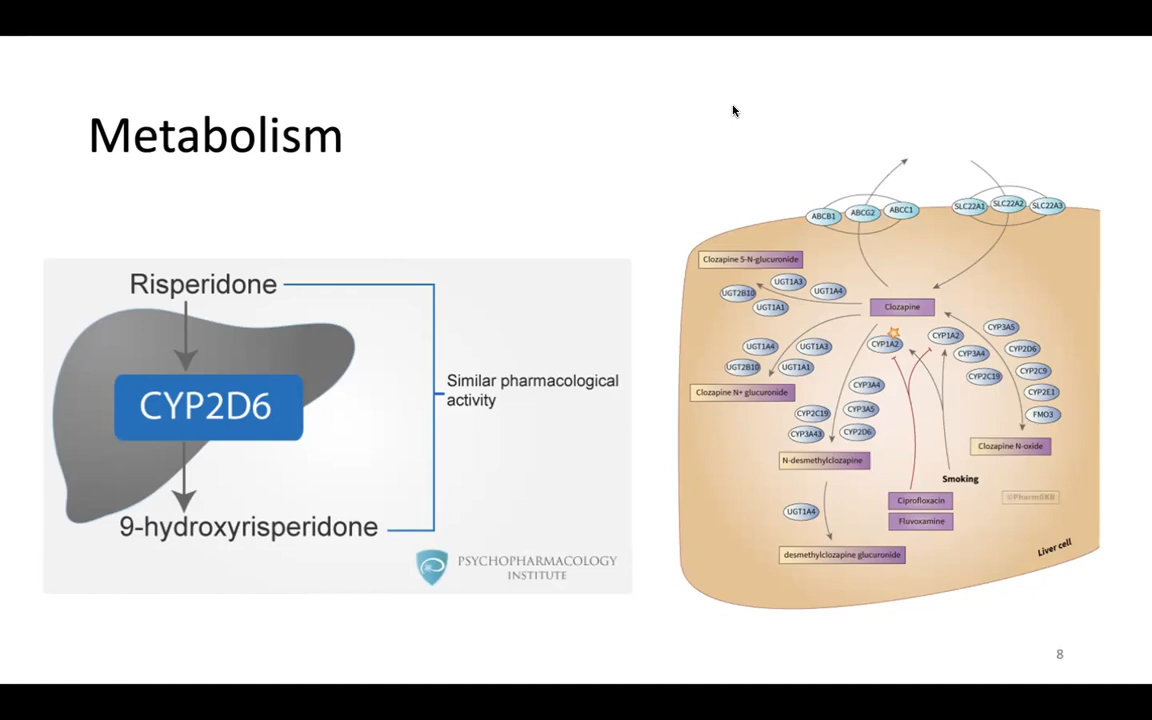 Metabolism
Risperidone
CYP2D6
Similar pharmacological
activity
9-hydroxyrisperidone
PSYCHOPHARMACOLOGY
INSTITUTE
ABCB1
ABCG2
ABCC1
SLC22A1
SLC22A2
SLC22A3
Clozapine 5-N-glucuronide
UGT2B10
UGT1A3
UGT1A4
UGT1A1
Clozapine
UGT1A4
UGT1A3
UGT2B10
UGT1A1
Clozapine N+ glucuronide
CYP1A2
CYP3A4
CYP2C19
CYP3A5
CYP3A43
CYP2D6
N-desmethylclozapine
UGT1A4
desmethylclozapine glucuronide
CYP1A2
CYP3A5
CYP3A4
CYP2D6
CYP2C19
CYP2C9
CYP2E1
FMO3
Clozapine N-oxide
Smoking
Ciprofloxacin
Fluvoxamine
©PharmGKB
Liver cell
8